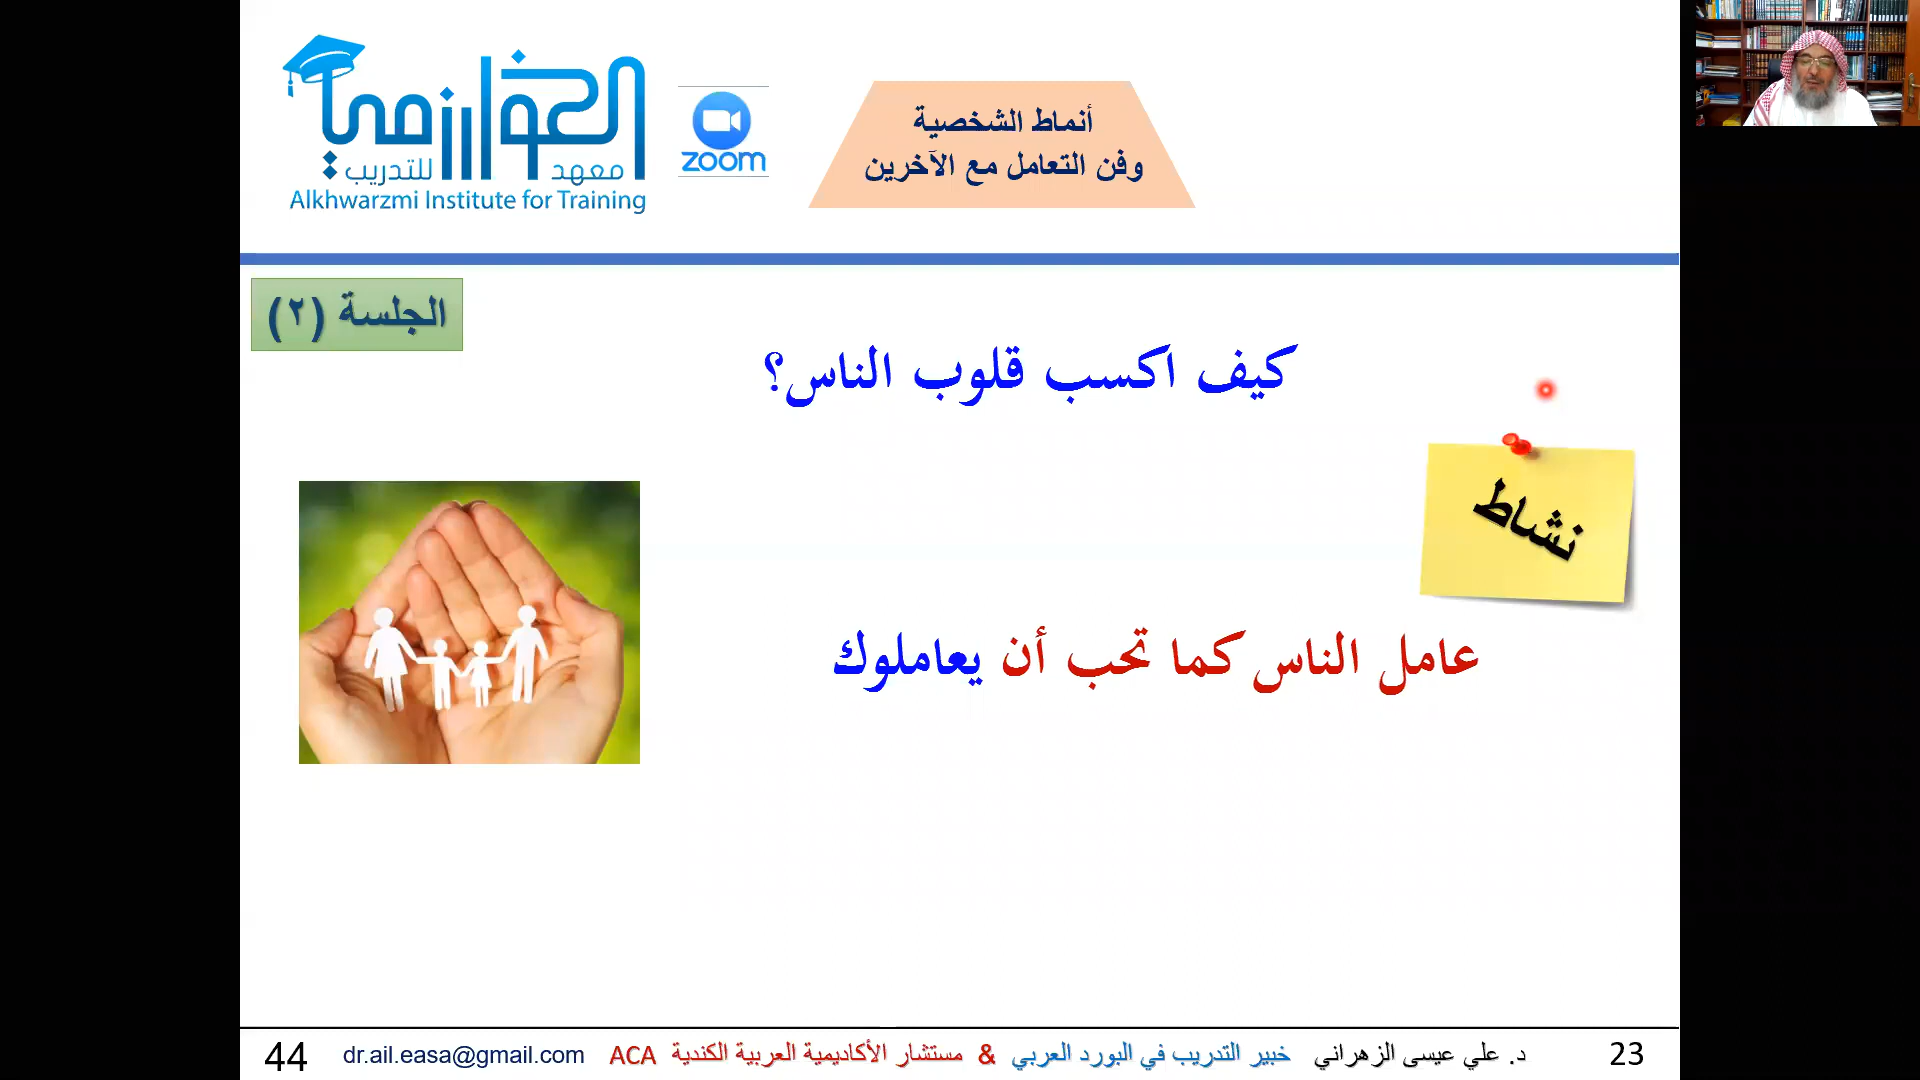 الخوارزمي
معهد للتدريب
Alkhwarzmi Institute for Training
zoom
أنماط الشخصية
وفن التعامل مع الآخرين
الجلسة (٢)
كيف اكسب قلوب الناس؟
نشاط
عامل الناس كما تحب أن يعاملوك
23
د. علي عيسى الزهراني خبير التدريب في البورد العربي & مستشار الأكاديمية العربية الكندية ACA
dr.ail.easa@gmail.com
44